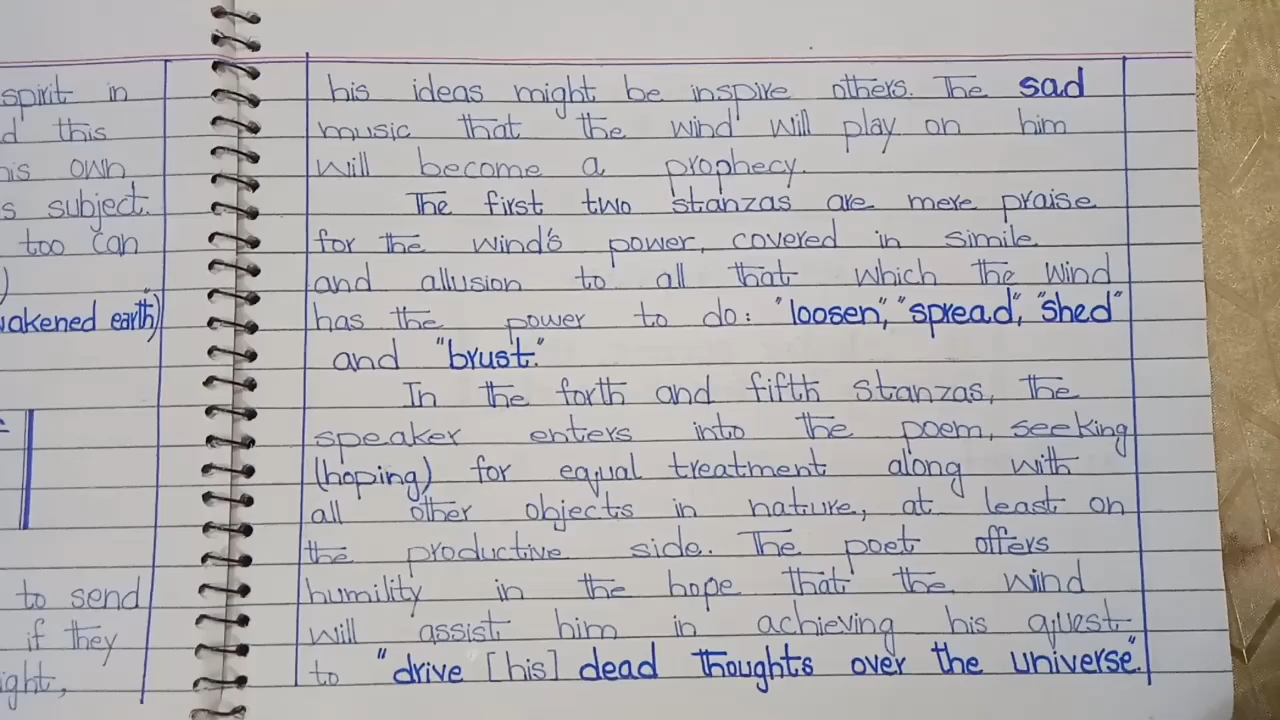 spirit in
d this
his own
s subject.
too can
)
wakened earth")
to send
if they
ight,
his ideas might be inspire others. The sad
music that the wind will play on him
will become a prophecy.
The first two stanzas are mere praise
for the wind's power, covered in simile
and allusion to all that which the wind
has the power to do: "loosen", "spread", "shed"
and "brust."
In the forth and fifth stanzas, the
speaker enters into the poem, seeking
(hoping) for equal treatment along with
all other objects in nature, at least on
the productive side. The poet offers
humility in the hope that the wind
will assist him in achieving his quest
to "drive [his] dead thoughts over the universe".